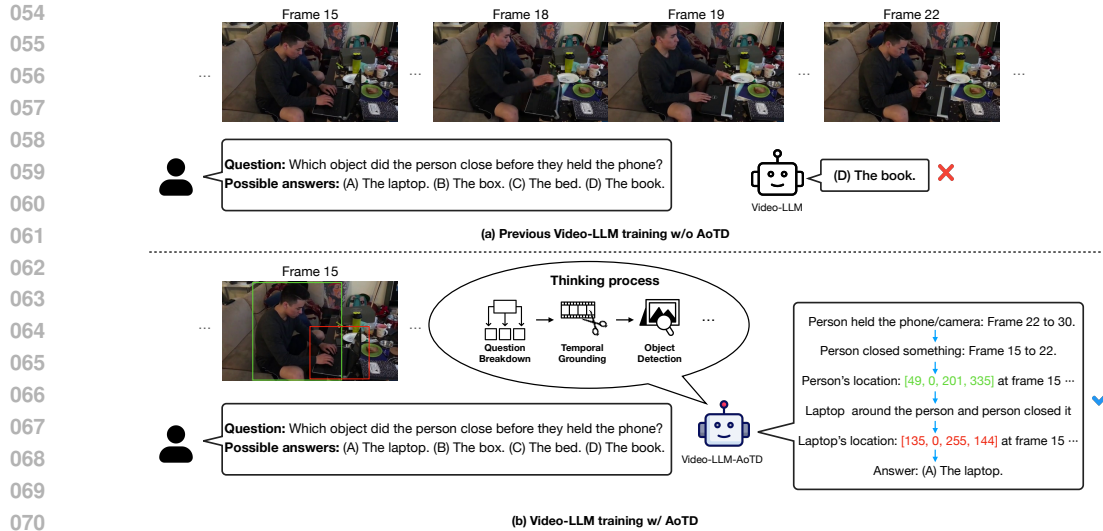 054
055
056
057
058
059
060
061
062
063
064
065
066
067
068
069
070
Frame 15
Frame 18
Frame 19
Frame 22
...
...
...
...
Question: Which object did the person close before they held the phone?
Possible answers: (A) The laptop. (B) The box. (C) The bed. (D) The book.
(D) The book.
Video-LLM
(a) Previous Video-LLM training w/o AoTD
Frame 15
...
...
Thinking process
Question
Breakdown
Temporal
Grounding
Object
Detection
...
Person held the phone/camera: Frame 22 to 30.
Person closed something: Frame 15 to 22.
Person's location: [49, 0, 201, 335] at frame 15 ...
Laptop around the person and person closed it
Laptop's location: [135, 0, 255, 144] at frame 15 ...
Answer: (A) The laptop.
Question: Which object did the person close before they held the phone?
Possible answers: (A) The laptop. (B) The box. (C) The bed. (D) The book.
Video-LLM-AoTD
(b) Video-LLM training w/ AoTD